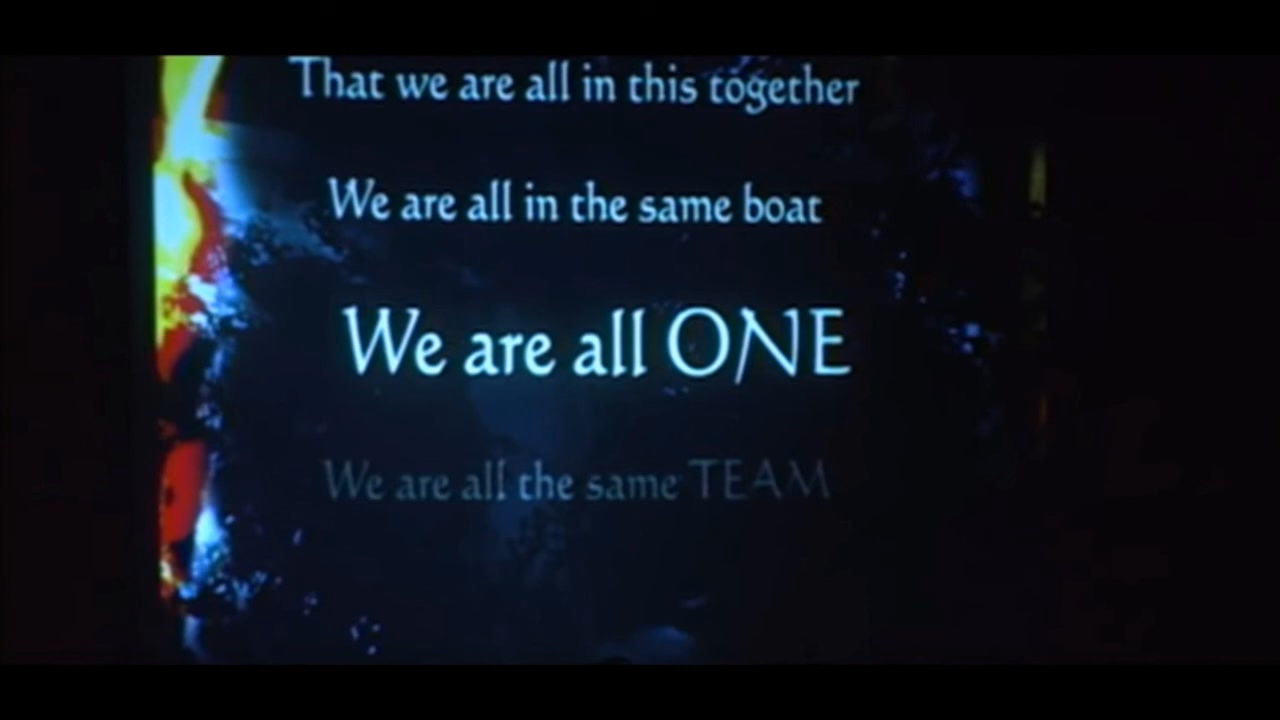 That we are all in this together
We are all in the same boat
We are all ONE
We are all the same TEAM